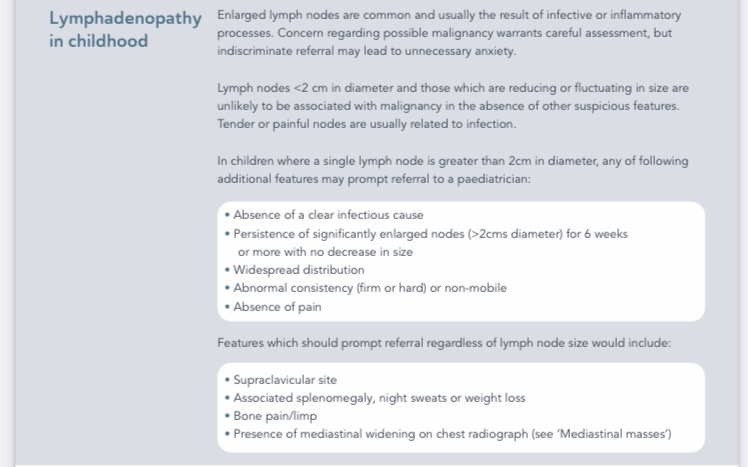 Lymphadenopathy
in childhood
Enlarged lymph nodes are common and usually the result of infective or inflammatory
processes. Concern regarding possible malignancy warrants careful assessment, but
indiscriminate referral may lead to unnecessary anxiety.
Lymph nodes <2 cm in diameter and those which are reducing or fluctuating in size are
unlikely to be associated with malignancy in the absence of other suspicious features.
Tender or painful nodes are usually related to infection.
In children where a single lymph node is greater than 2cm in diameter, any of following
additional features may prompt referral to a paediatrician:
• Absence of a clear infectious cause
• Persistence of significantly enlarged nodes (>2cms diameter) for 6 weeks
or more with no decrease in size
• Widespread distribution
• Abnormal consistency (firm or hard) or non-mobile
• Absence of pain
Features which should prompt referral regardless of lymph node size would include:
• Supraclavicular site
• Associated splenomegaly, night sweats or weight loss
• Bone pain/limp
• Presence of mediastinal widening on chest radiograph (see ‘Mediastinal masses’)